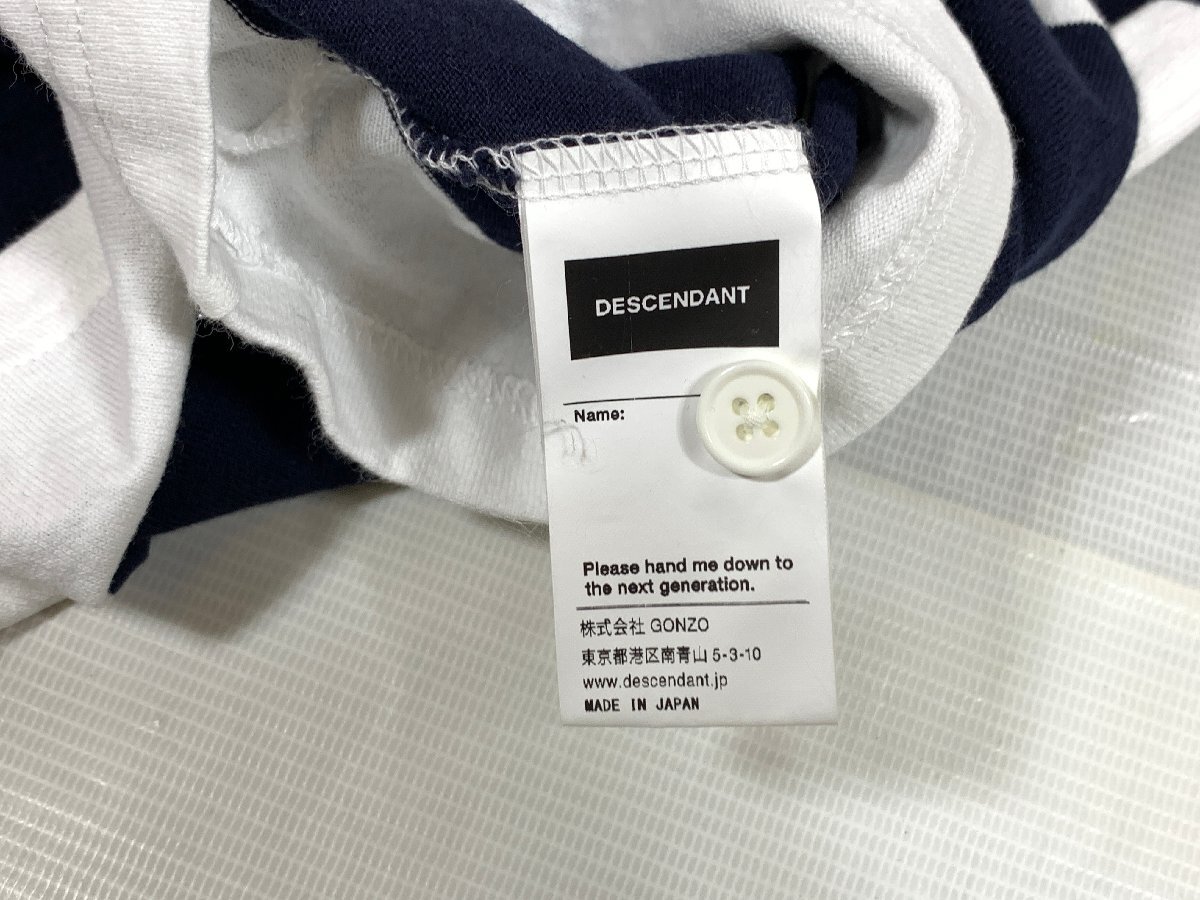 DESCENDANT
Name:
Please hand me down to
the next generation.
株式会社 GONZO
東京都港区南青山 5-3-10
www.descendant.jp
MADE IN JAPAN